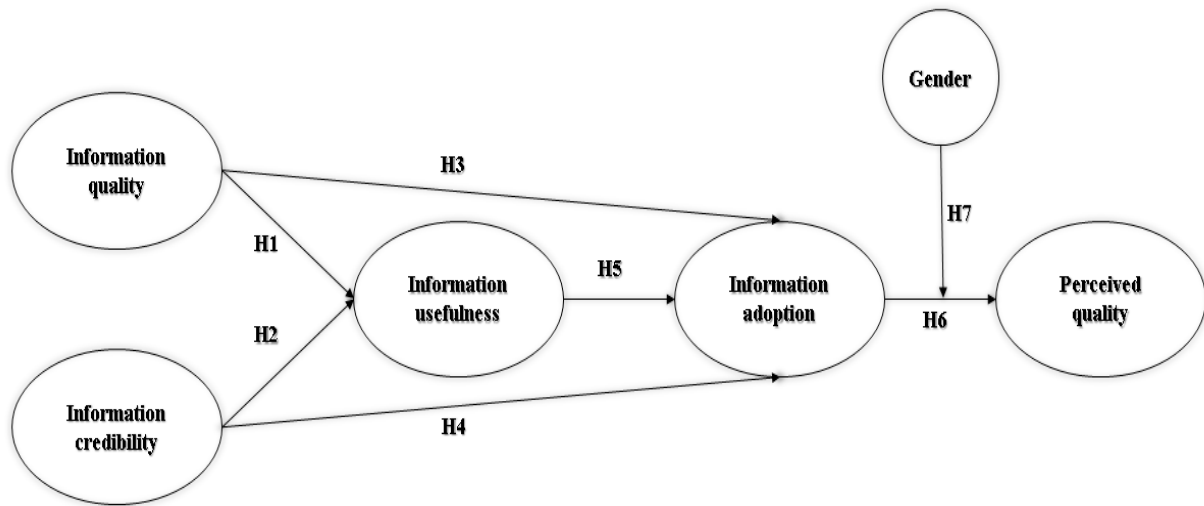 Gender
Information
quality
H3
H7
H1
Information
usefulness
H5
Information
adoption
Perceived
quality
H6
H2
Information
credibility
H4